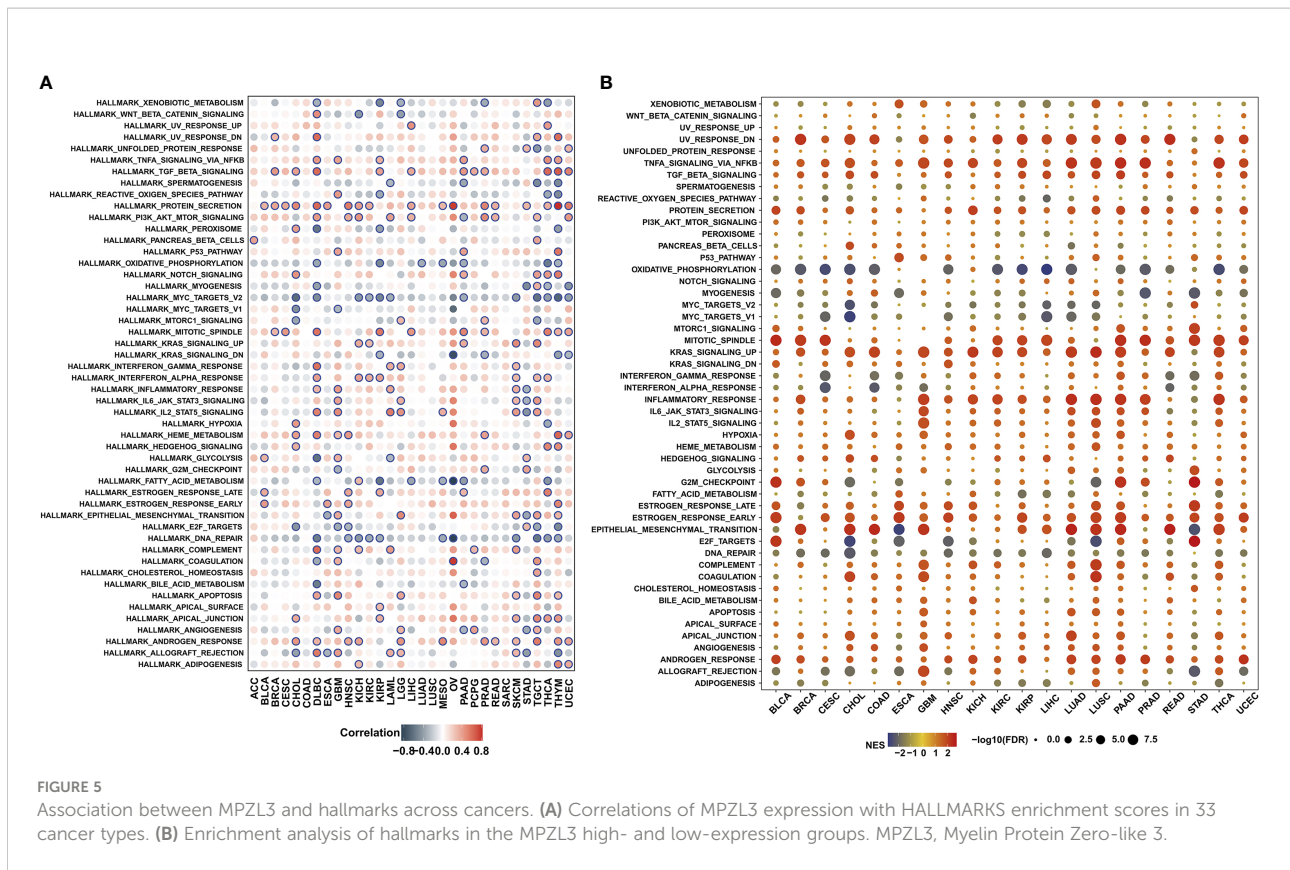 A
HALLMARK_XENOBIOTIC_METABOLISM
HALLMARK_WNT_BETA_CATENIN_SIGNALING
HALLMARK_UV_RESPONSE_UP
HALLMARK_UV_RESPONSE_DN
HALLMARK_UNFOLDED_PROTEIN_RESPONSE
HALLMARK_TNFA_SIGNALING_VIA_NFKB
HALLMARK_TGF_BETA_SIGNALING
HALLMARK_SPERMATOGENESIS
HALLMARK_REACTIVE_OXIGEN_SPECIES_PATHWAY
HALLMARK_PROTEIN_SECRETION
HALLMARK_PI3K_AKT_MTOR_SIGNALING
HALLMARK_PEROXISOME
HALLMARK_PANCREAS_BETA_CELLS
HALLMARK_P53_PATHWAY
HALLMARK_OXIDATIVE_PHOSPHORYLATION
HALLMARK_NOTCH_SIGNALING
HALLMARK_MYOGENESIS
HALLMARK_MYC_TARGETS_V2
HALLMARK_MYC_TARGETS_V1
HALLMARK_MTORC1_SIGNALING
HALLMARK_MITOTIC_SPINDLE
HALLMARK_KRAS_SIGNALING_UP
HALLMARK_KRAS_SIGNALING_DN
HALLMARK_INTERFERON_GAMMA_RESPONSE
HALLMARK_INTERFERON_ALPHA_RESPONSE
HALLMARK_INFLAMMATORY_RESPONSE
HALLMARK_IL6_JAK_STAT3_SIGNALING
HALLMARK_IL2_STAT5_SIGNALING
HALLMARK_HYPOXIA
HALLMARK_HEME_METABOLISM
HALLMARK_HEDGEHOG_SIGNALING
HALLMARK_GLYCOLYSIS
HALLMARK_G2M_CHECKPOINT
HALLMARK_FATTY_ACID_METABOLISM
HALLMARK_ESTROGEN_RESPONSE_LATE
HALLMARK_ESTROGEN_RESPONSE_EARLY
HALLMARK_EPITHELIAL_MESENCHYMAL_TRANSITION
HALLMARK_E2F_TARGETS
HALLMARK_DNA_REPAIR
HALLMARK_COMPLEMENT
HALLMARK_COAGULATION
HALLMARK_CHOLESTEROL_HOMEOSTASIS
HALLMARK_BILE_ACID_METABOLISM
HALLMARK_APOPTOSIS
HALLMARK_APICAL_SURFACE
HALLMARK_APICAL_JUNCTION
HALLMARK_ANGIOGENESIS
HALLMARK_ANDROGEN_RESPONSE
HALLMARK_ALLOGRAFT_REJECTION
HALLMARK_ADIPOGENESIS
ACC BLCA BRCA CESC CHOL COAD DLBC ESCA GBM HNSC KICH KIRC KIRP LAML LGG LIHC LUAD LUSC MESO OV PAAD PCPG PRAD READ SARC SKCM STAD TGCT THCA THYM UCEC
Correlation
−0.8 −0.4 0.0 0.4 0.8
B
XENOBIOTIC_METABOLISM
WNT_BETA_CATENIN_SIGNALING
UV_RESPONSE_UP
UV_RESPONSE_DN
UNFOLDED_PROTEIN_RESPONSE
TNFA_SIGNALING_VIA_NFKB
TGF_BETA_SIGNALING
SPERMATOGENESIS
REACTIVE_OXYGEN_SPECIES_PATHWAY
PROTEIN_SECRETION
PI3K_AKT_MTOR_SIGNALING
PEROXISOME
PANCREAS_BETA_CELLS
P53_PATHWAY
OXIDATIVE_PHOSPHORYLATION
NOTCH_SIGNALING
MYOGENESIS
MYC_TARGETS_V2
MYC_TARGETS_V1
MTORC1_SIGNALING
MITOTIC_SPINDLE
KRAS_SIGNALING_UP
KRAS_SIGNALING_DN
INTERFERON_GAMMA_RESPONSE
INTERFERON_ALPHA_RESPONSE
INFLAMMATORY_RESPONSE
IL6_JAK_STAT3_SIGNALING
IL2_STAT5_SIGNALING
HYPOXIA
HEME_METABOLISM
HEDGEHOG_SIGNALING
GLYCOLYSIS
G2M_CHECKPOINT
FATTY_ACID_METABOLISM
ESTROGEN_RESPONSE_LATE
ESTROGEN_RESPONSE_EARLY
EPITHELIAL_MESENCHYMAL_TRANSITION
E2F_TARGETS
DNA_REPAIR
COMPLEMENT
COAGULATION
CHOLESTEROL_HOMEOSTASIS
BILE_ACID_METABOLISM
APOPTOSIS
APICAL_SURFACE
APICAL_JUNCTION
ANGIOGENESIS
ANDROGEN_RESPONSE
ALLOGRAFT_REJECTION
ADIPOGENESIS
BLCA BRCA CESC CHOL COAD ESCA GBM HNSC KICH KIRC KIRP LIHC LUAD LUSC PAAD PRAD READ STAD THCA UCEC
NES −2 −1 0 1 2 −log10(FDR) 0.0 2.5 5.0 7.5
FIGURE 5
Association between MPZL3 and hallmarks across cancers. (A) Correlations of MPZL3 expression with HALLMARKS enrichment scores in 33
cancer types. (B) Enrichment analysis of hallmarks in the MPZL3 high- and low-expression groups. MPZL3, Myelin Protein Zero-like 3.